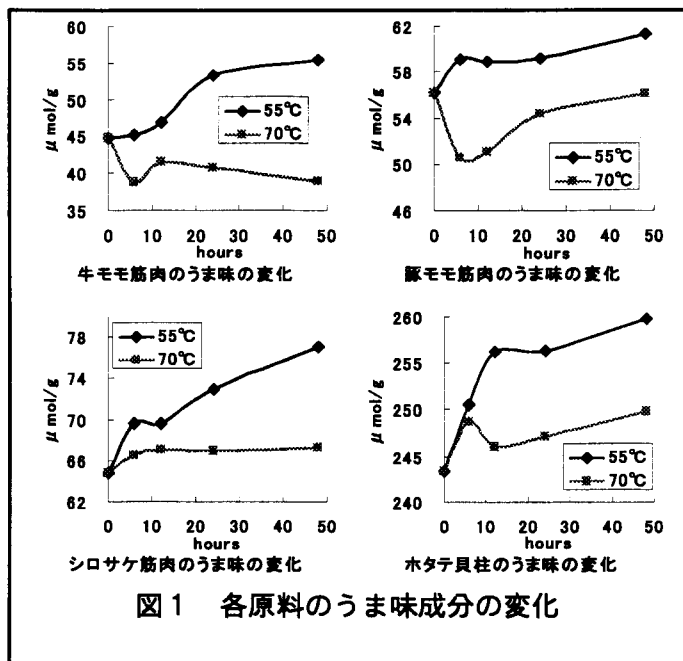 60
55
50
45
40
35
μ mol/g
55℃
70℃
0 10 20 30 40 50
hours
牛モモ筋肉のうま味の変化
62
58
54
50
46
μ mol/g
55℃
70℃
0 10 20 30 40 50
hours
豚モモ筋肉のうま味の変化
78
74
70
66
62
μ mol/g
55℃
70℃
0 10 20 30 40 50
hours
シロサケ筋肉のうま味の変化
260
255
250
245
240
μ mol/g
55℃
70℃
0 10 20 30 40 50
hours
ホタテ貝柱のうま味の変化
図1 各原料のうま味成分の変化